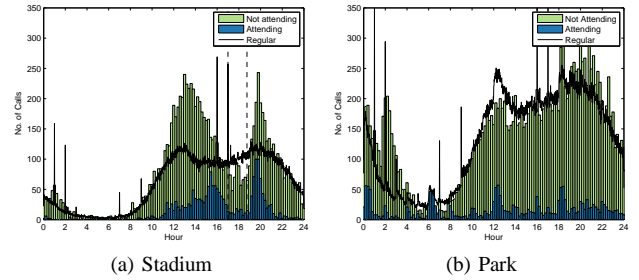 350
300
250
200
150
100
50
0
No. of Calls
0 2 4 6 8 10 12 14 16 18 20 22 24
Hour
Not attending
Attending
Regular
(a) Stadium
350
300
250
200
150
100
50
0
No. of Calls
0 2 4 6 8 10 12 14 16 18 20 22 24
Hour
Not Attending
Attending
Regular
(b) Park